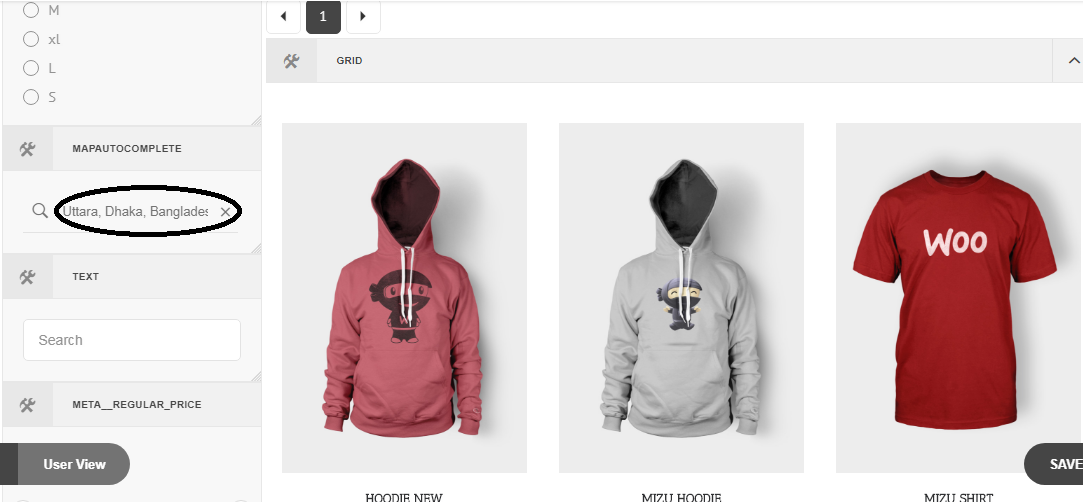 M
xl
L
S
MAPAUTOCOMPLETE
Uttara, Dhaka, Banglades
TEXT
Search
META__REGULAR_PRICE
User View
1
GRID
W
Woo
HOODIE NEW
MIZU HOODIE
MIZU SHIRT
SAVE